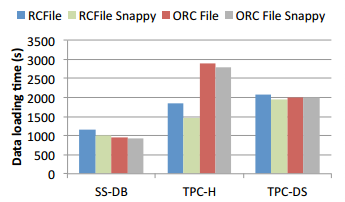 RCFile RCFile Snappy ORC File ORC File Snappy
Data loading time (s)
3500
3000
2500
2000
1500
1000
500
0
SS-DB TPC-H TPC-DS